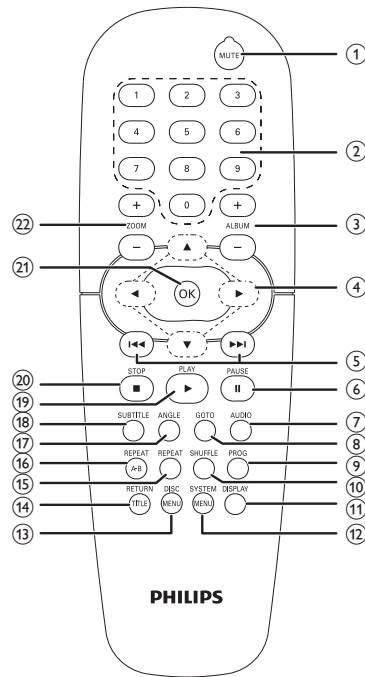 MUTE
①
1 2 3
4 5 6
②
7 8 9
+ 0 +
㉒ ZOOM ALBUM ③
− −
㉑ OK ④
⑤
⑳ STOP PLAY PAUSE ⑥
⑲
⑱ SUBTITLE ANGLE GOTO AUDIO ⑦
⑰ ⑧
⑯ REPEAT REPEAT SHUFFLE PROG ⑨
A-B
⑮ ⑩
RETURN DISC SYSTEM DISPLAY ⑪
⑭ TITLE MENU MENU
⑬ ⑫
PHILIPS